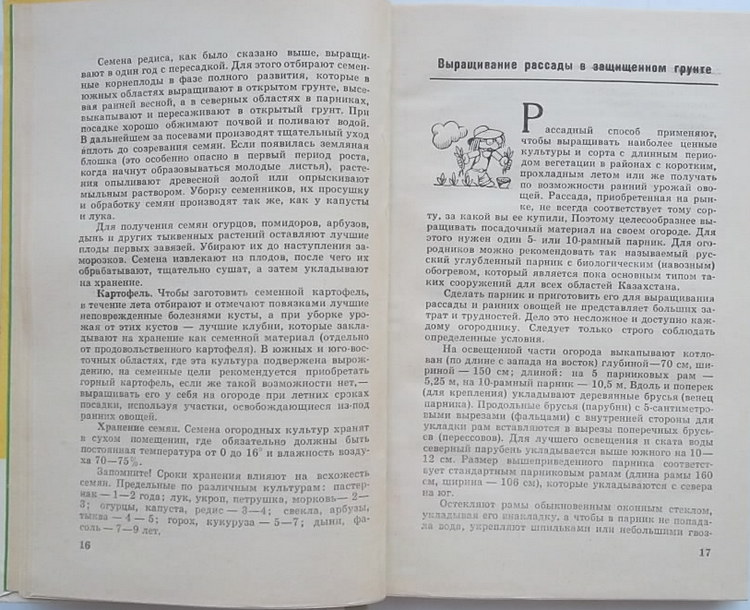 Семена редиса, как было сказано выше, выращи-
вают в один год с пересадкой. Для этого отбирают семен-
ные корнеплоды в фазе полного развития, которые в
южных областях выращивают в открытом грунте, высе-
вая ранней весной, а в северных областях в парниках,
выкапывают и пересаживают в открытый грунт. При
посадке хорошо обжимают почвой и поливают водой.
В дальнейшем за посевами производят тщательный уход
вплоть до созревания семян. Если появилась земляная
блошка (это особенно опасно в первый период роста,
когда начнут образовываться молодые листья), расте-
ния опыливают древесной золой или опрыскивают
мыльным раствором. Уборку семенников, их просушку
и обработку семян производят так же, как у капусты
и лука.
Для получения семян огурцов, помидоров, арбузов,
дынь и других тыквенных растений оставляют лучшие
плоды первых завязей. Убирают их до наступления за-
морозков. Семена извлекают из плодов, после чего их
обрабатывают, тщательно сушат, а затем укладывают
на хранение.
Картофель. Чтобы заготовить семенной картофель,
в течение лета отбирают и отмечают повязками лучшие
неповрежденные болезнями кусты, а при уборке уро-
жая от этих кустов — лучшие клубни, которые закла-
дывают на хранение как семенной материал (отдельно
от продовольственного картофеля). В южных и юго-вос-
точных областях, где эта культура подвержена вырож-
дению, на семенные цели рекомендуется приобретать
горный картофель, если же такой возможности нет,—
выращивать его у себя на огороде при летних сроках
посадки, используя участки, освобождающиеся из-под
ранних овощей.
Хранение семян. Семена огородных культур хранят
в сухом помещении, где обязательно должны быть
постоянная температура от 0 до 16° и влажность возду-
ха 70—75%.
Запомните! Сроки хранения влияют на всхожесть
семян. Предельные по различным культурам: пастер-
нак — 1—2 года; лук, укроп, петрушка, морковь— 2—
3; огурцы, капуста, редис — 3—4; свекла, арбузы,
тыква — 4 — 5; горох, кукуруза — 5—7; дыни, фа-
соль — 7—9 лет.
16
Выращивание рассады в защищенном грунте
Рассадный способ применяют,
чтобы выращивать наиболее ценные
культуры и сорта с длинным перио-
дом вегетации в районах с коротким,
прохладным летом или же получать
по возможности ранний урожай ово-
щей. Рассада, приобретенная на рын-
ке, не всегда соответствует тому сор-
ту, за какой вы ее купили, Поэтому целесообразнее вы-
ращивать посадочный материал на своем огороде. Для
этого нужен один 5- или 10-рамный парник. Для ого-
родников можно рекомендовать так называемый рус-
ский углубленный парник с биологическим (навозным)
обогревом, который является пока основным типом та-
ких сооружений для всех областей Казахстана.
Сделать парник и приготовить его для выращивания
рассады и ранних овощей не представляет больших зат-
рат и трудностей. Дело это несложное и доступно каж-
дому огороднику. Следует только строго соблюдать
определенные условия.
На освещенной части огорода выкапывают котло-
ван (по длине с запада на восток) глубиной—70 см, ши-
риной — 150 см; длиной: на 5 парниковых рам —
5,25 м, на 10-рамный парник — 10,5 м. Вдоль и поперек
(для крепления) укладывают деревянные брусья (венец
парника). Продольные брусья (парубни) с 5-сантиметро-
выми вырезами (фальцами) с внутренней стороны для
укладки рам вставляются в вырезы поперечных брусь-
ев (перессовов). Для лучшего освещения и ската воды
северный парубень укладывается выше южного на 10—
12 см. Размер вышеприведенного парника соответст-
кует стандартным парниковым рамам (длина рамы 160
см, ширина — 106 см), которые укладываются с севера
на юг.
Остекляют рамы обыкновенным оконным стеклом,
укладывая его внакладку. а чтобы в парник не попада-
ла вода, укрепляют шпильками или небольшими гвоз-
17